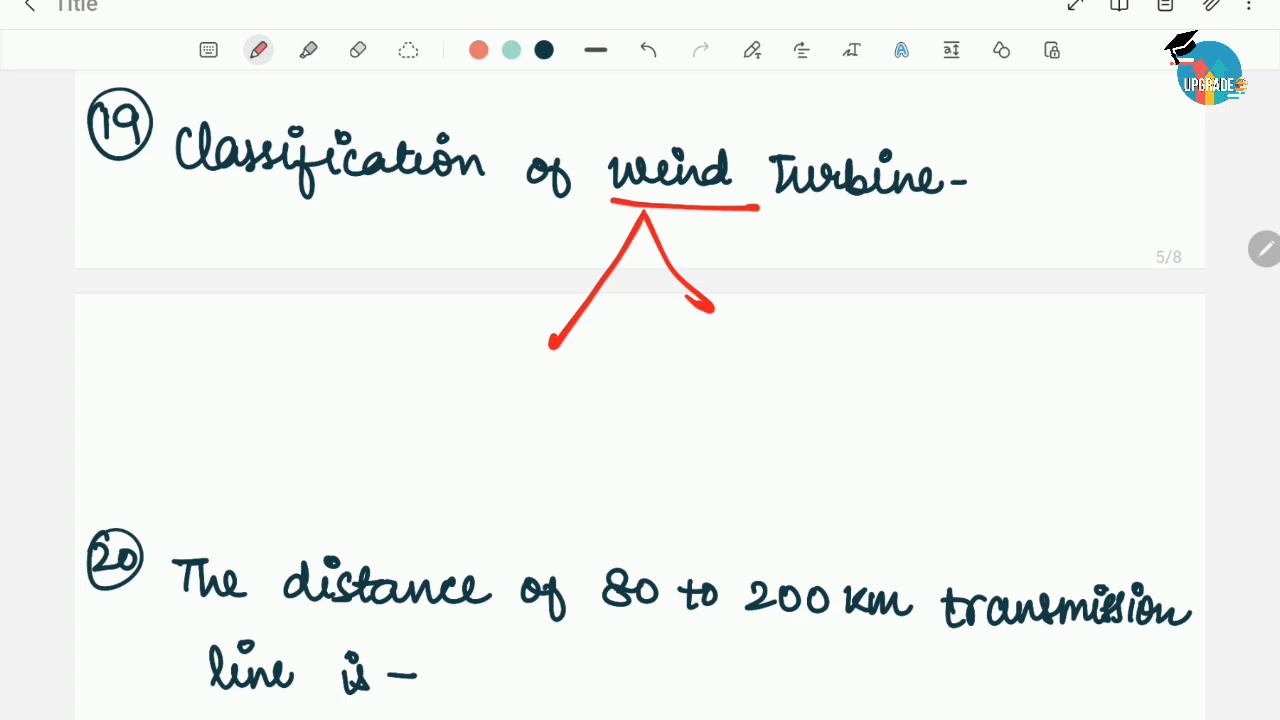 Title
UPGRADE
19 Classification of Weind Turbine-
5/8
20 The distance of 80 to 200 km transmission
line is -